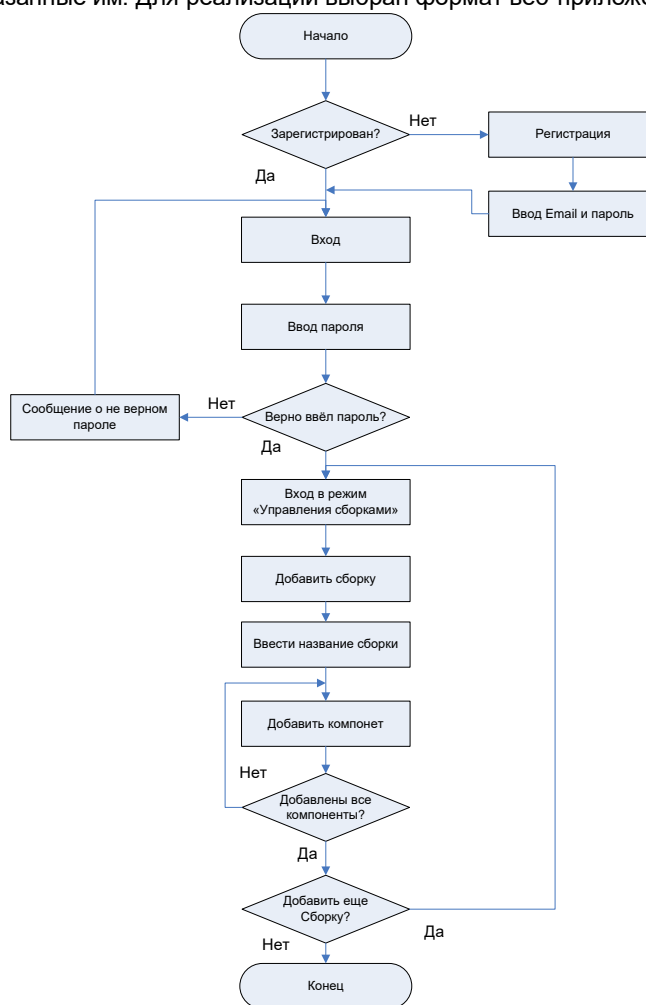 азанные им. Для реализации выбран формат веб-прилож
Начало
Зарегистрирован?
Нет
Регистрация
Да
Ввод Email и пароль
Вход
Ввод пароля
Верно ввёл пароль?
Нет
Сообщение о не верном
пароле
Да
Вход в режим
«Управления сборками»
Добавить сборку
Ввести название сборки
Добавить компонет
Нет
Добавлены все
компоненты?
Да
Добавить еще
Сборку?
Да
Нет
Конец